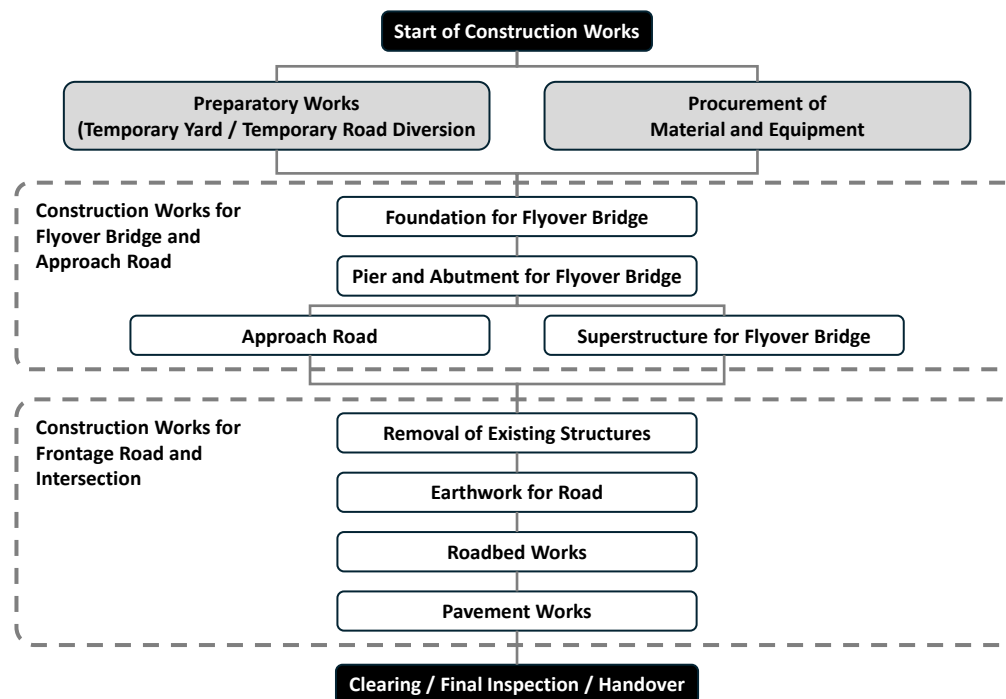 Start of Construction Works
Preparatory Works
(Temporary Yard / Temporary Road Diversion
Procurement of
Material and Equipment
Construction Works for
Flyover Bridge and
Approach Road
Foundation for Flyover Bridge
Pier and Abutment for Flyover Bridge
Approach Road
Superstructure for Flyover Bridge
Construction Works for
Frontage Road and
Intersection
Removal of Existing Structures
Earthwork for Road
Roadbed Works
Pavement Works
Clearing / Final Inspection / Handover